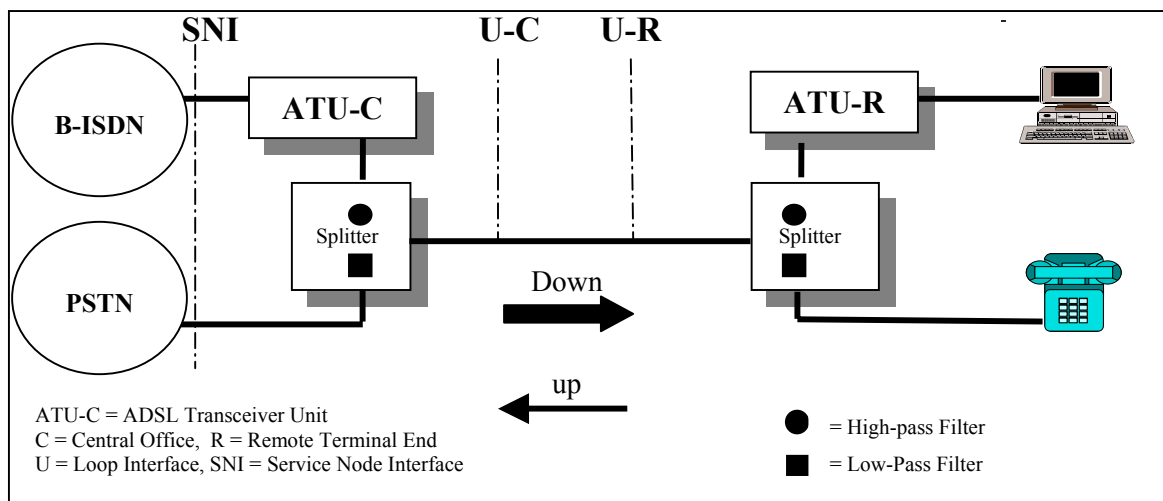 SNI U-C U-R
B-ISDN
ATU-C
ATU-R
Splitter
Splitter
PSTN
Down
up
ATU-C = ADSL Transceiver Unit
C = Central Office, R = Remote Terminal End
U = Loop Interface, SNI = Service Node Interface
= High-pass Filter
= Low-Pass Filter